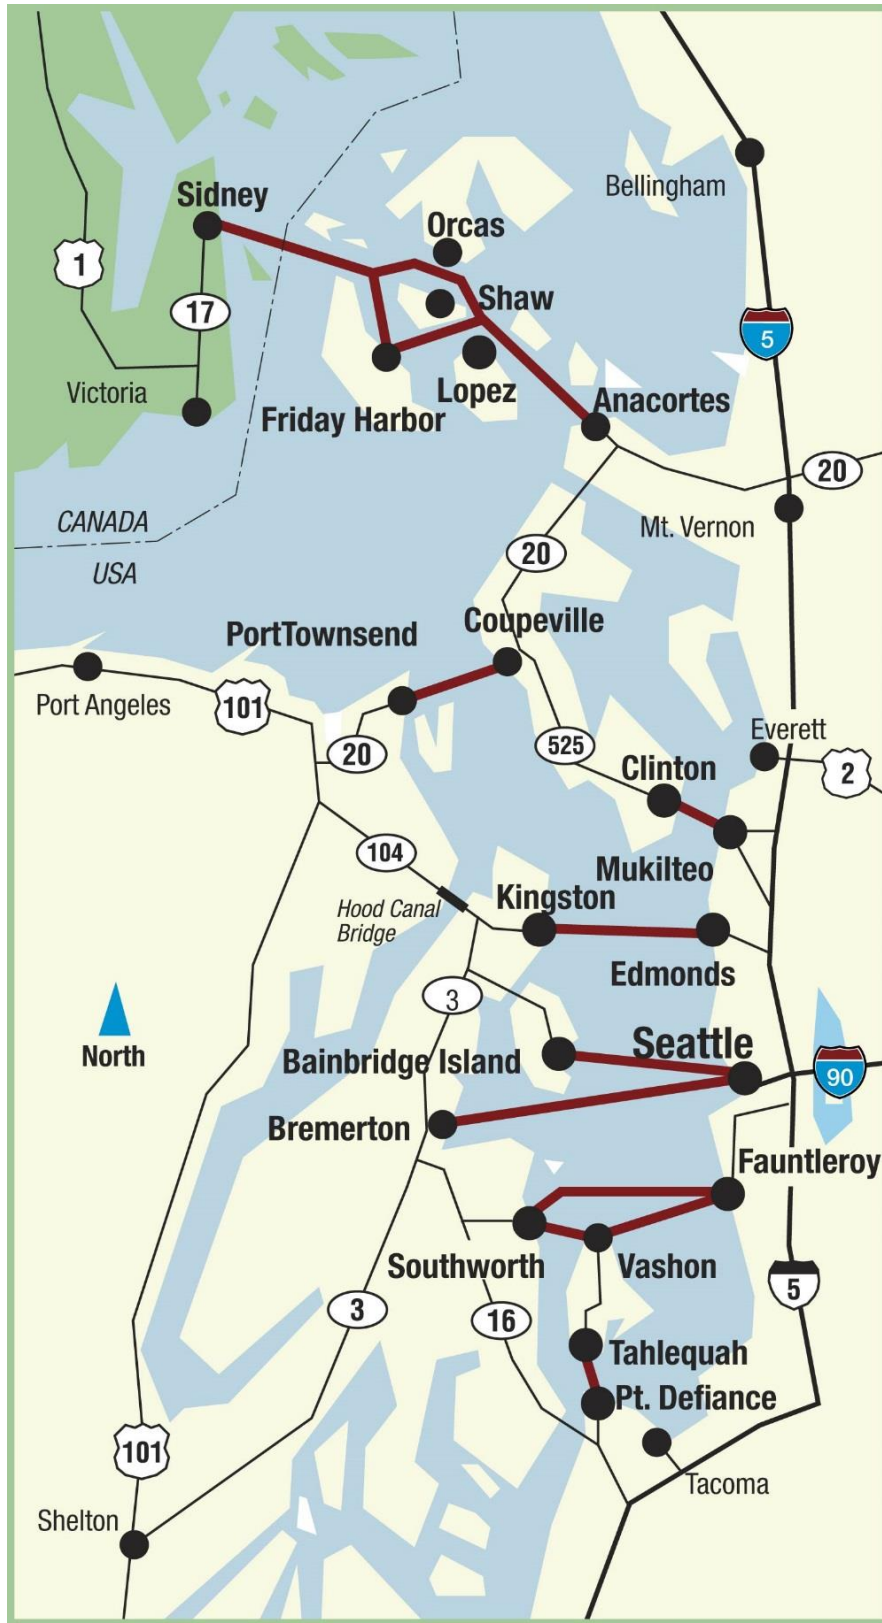 Bellingham
Sidney
Orcas
1
17
Shaw
5
Victoria
Lopez
Friday Harbor
Anacortes
20
CANADA
Mt. Vernon
20
USA
PortTownsend
Coupeville
Port Angeles
101
20
525
Everett
Clinton
2
104
Mukilteo
Kingston
Hood Canal
Bridge
Edmonds
3
North
Bainbridge Island
Seattle
90
Bremerton
Fauntleroy
Southworth
Vashon
5
3
16
Tahlequah
Pt. Defiance
101
Tacoma
Shelton